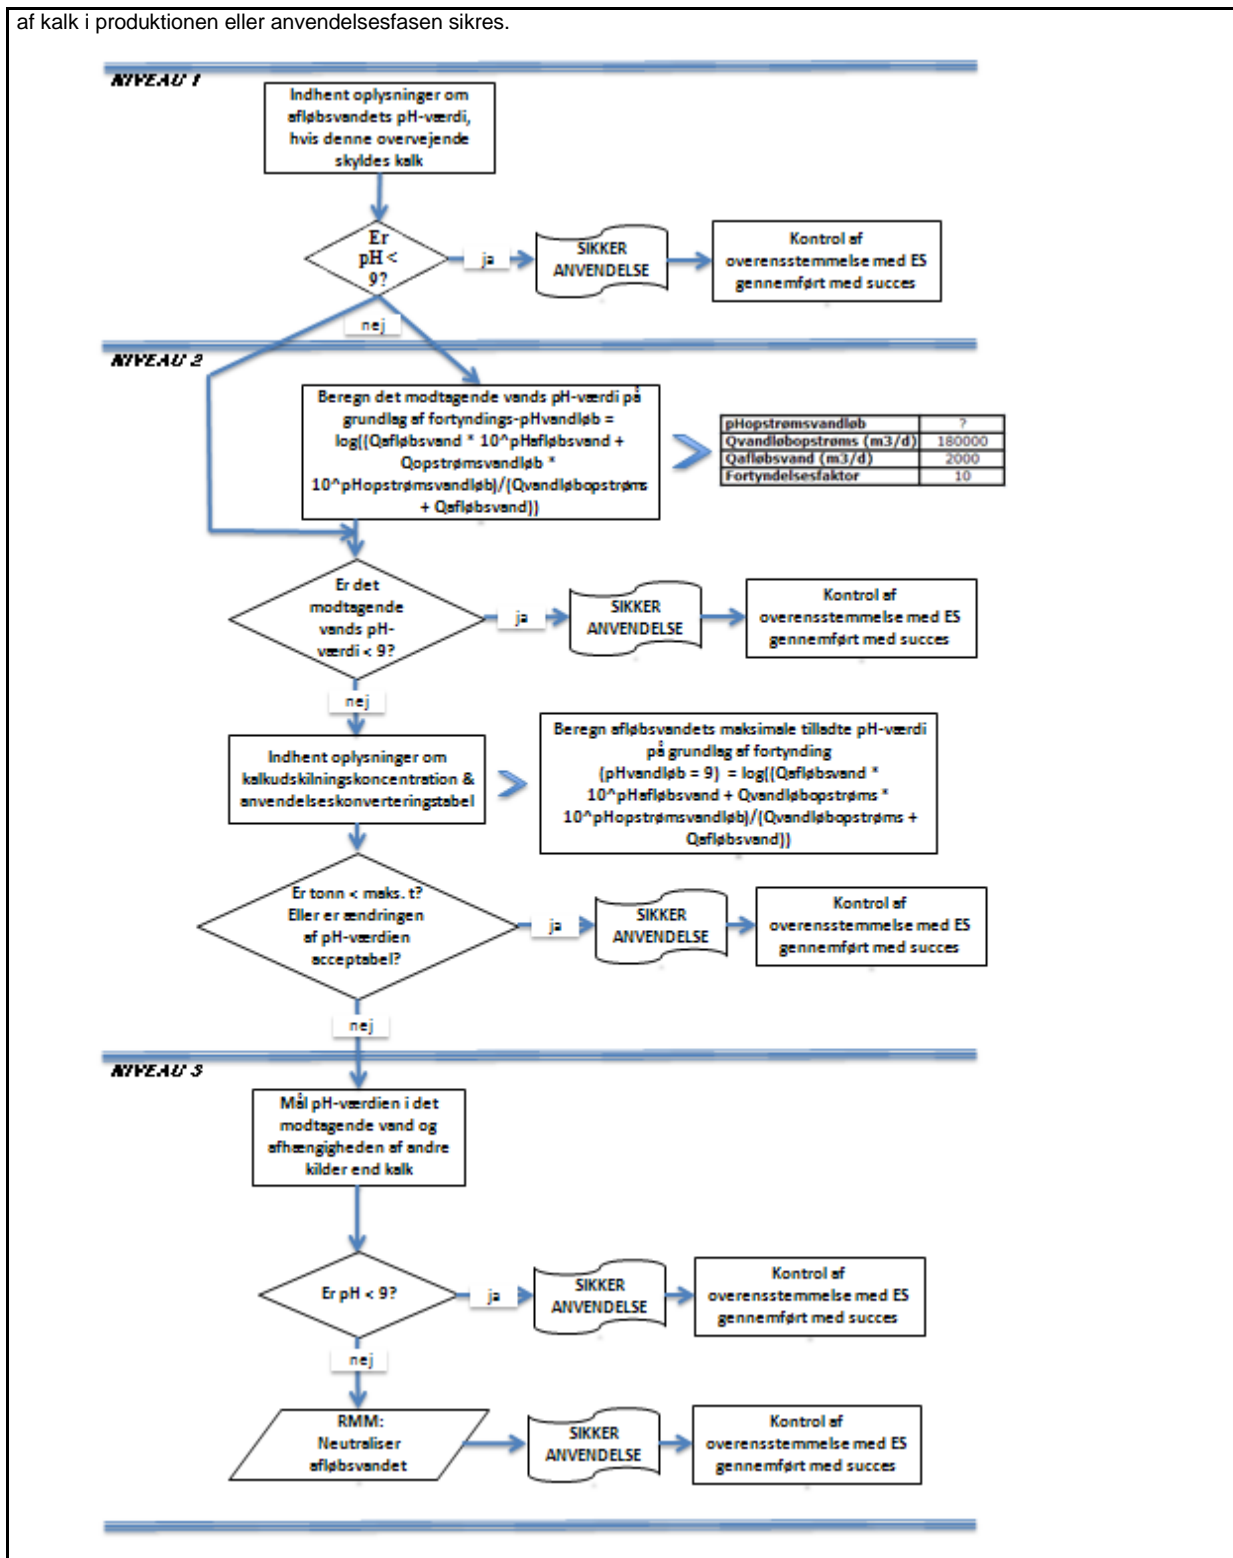 af kalk i produktionen eller anvendelsesfasen sikres.
NIVEAU 1
Indhent oplysninger om
afløbsvandets pH-værdi,
hvis denne overvejende
skyldes kalk
Er
pH <
9?
ja
SIKKER
ANVENDELSE
Kontrol af
overensstemmelse med ES
gennemført med succes
nej
NIVEAU 2
Beregn det modtagende vands pH-værdi på
grundlag af fortyndings-pHvandløb =
log((Qafløbsvand * 10^pHafløbsvand +
Qopstrømsvandløb *
10^pHopstrømsvandløb)/(Qvandløbopstrøms
+ Qafløbsvand))
pHopstrømsvandløb ?
Qvandløbopstrøms (m3/d) 180000
Qafløbsvand (m3/d) 2000
Fortyndelsesfaktor 10
Er det
modtagende
vands pH-
værdi < 9?
ja
SIKKER
ANVENDELSE
Kontrol af
overensstemmelse med ES
gennemført med succes
nej
Indhent oplysninger om
kalkudskilningskoncentration &
anvendelseskonverteringstabel
Beregn afløbsvandets maksimale tilladte pH-værdi
på grundlag af fortynding
(pHvandløb = 9) = log((Qafløbsvand *
10^pHafløbsvand + Qvandløbopstrøms *
10^pHopstrømsvandløb)/(Qvandløbopstrøms +
Qafløbsvand))
Er tonn < maks. t?
Eller er ændringen
af pH-værdien
acceptabel?
ja
SIKKER
ANVENDELSE
Kontrol af
overensstemmelse med ES
gennemført med succes
nej
NIVEAU 3
Mål pH-værdien i det
modtagende vand og
afhængigheden af andre
kilder end kalk
Er pH < 9?
ja
SIKKER
ANVENDELSE
Kontrol af
overensstemmelse med ES
gennemført med succes
nej
RMM:
Neutraliser
afløbsvandet
SIKKER
ANVENDELSE
Kontrol af
overensstemmelse med ES
gennemført med succes